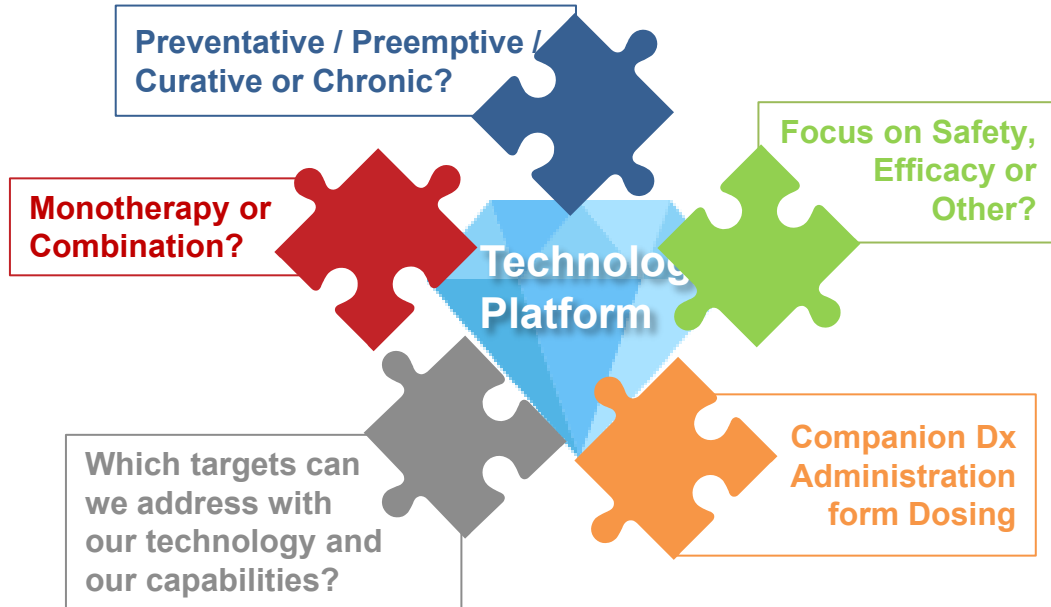 Preventative / Preemptive /
Curative or Chronic?
Focus on Safety,
Efficacy or
Other?
Monotherapy or
Combination?
Technolog
Platform
Which targets can
we address with
our technology and
our capabilities?
Companion Dx
Administration
form Dosing